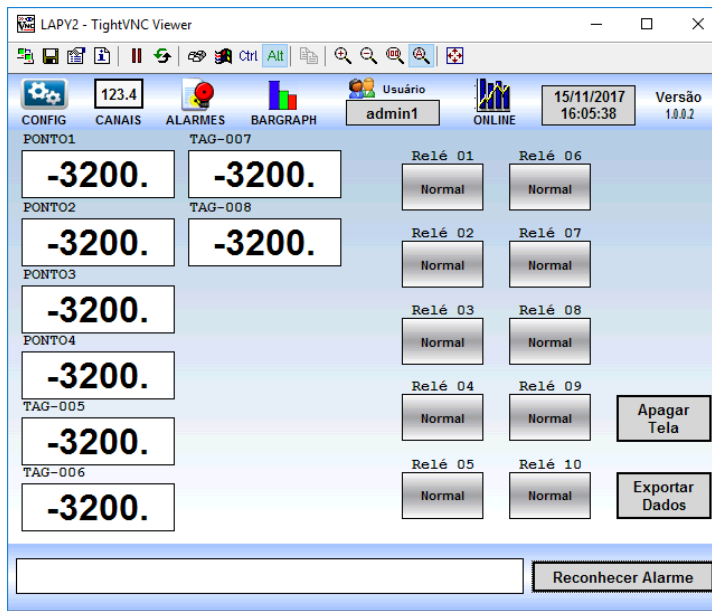 LAPY2 - TightVNC Viewer
Ctrl Alt
CONFIG
123.4
CANAIS
ALARMES
BARGRAPH
Usuário
admin1
ONLINE
15/11/2017
16:05:38
Versão
1.0.0.2
PONTO1
-3200.
TAG-007
-3200.
PONTO2
-3200.
TAG-008
-3200.
PONTO3
-3200.
PONTO4
-3200.
TAG-005
-3200.
TAG-006
-3200.
Relé 01
Normal
Relé 06
Normal
Relé 02
Normal
Relé 07
Normal
Relé 03
Normal
Relé 08
Normal
Relé 04
Normal
Relé 09
Normal
Relé 05
Normal
Relé 10
Normal
Apagar
Tela
Exportar
Dados
Reconhecer Alarme